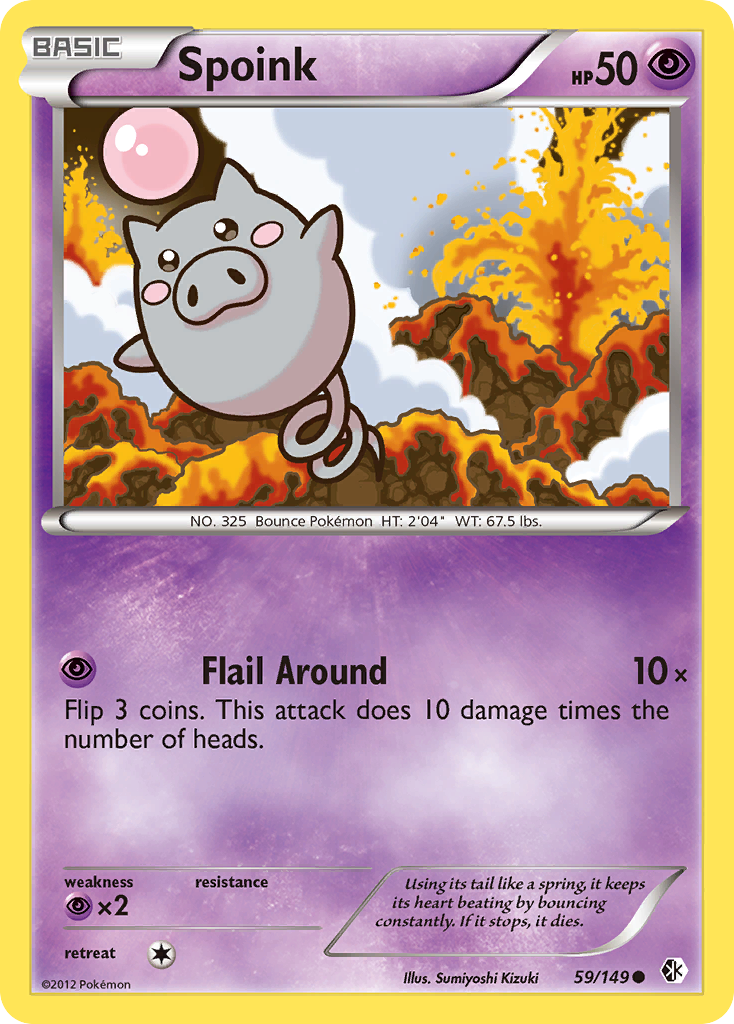 BASIC
Spoink
HP50
NO. 325 Bounce Pokémon HT: 2'04" WT: 67.5 lbs.
Flail Around 10×
Flip 3 coins. This attack does 10 damage times the
number of heads.
weakness resistance
×2
retreat
Using its tail like a spring, it keeps
its heart beating by bouncing
constantly. If it stops, it dies.
©2012 Pokémon
Illus. Sumiyoshi Kizuki 59/149